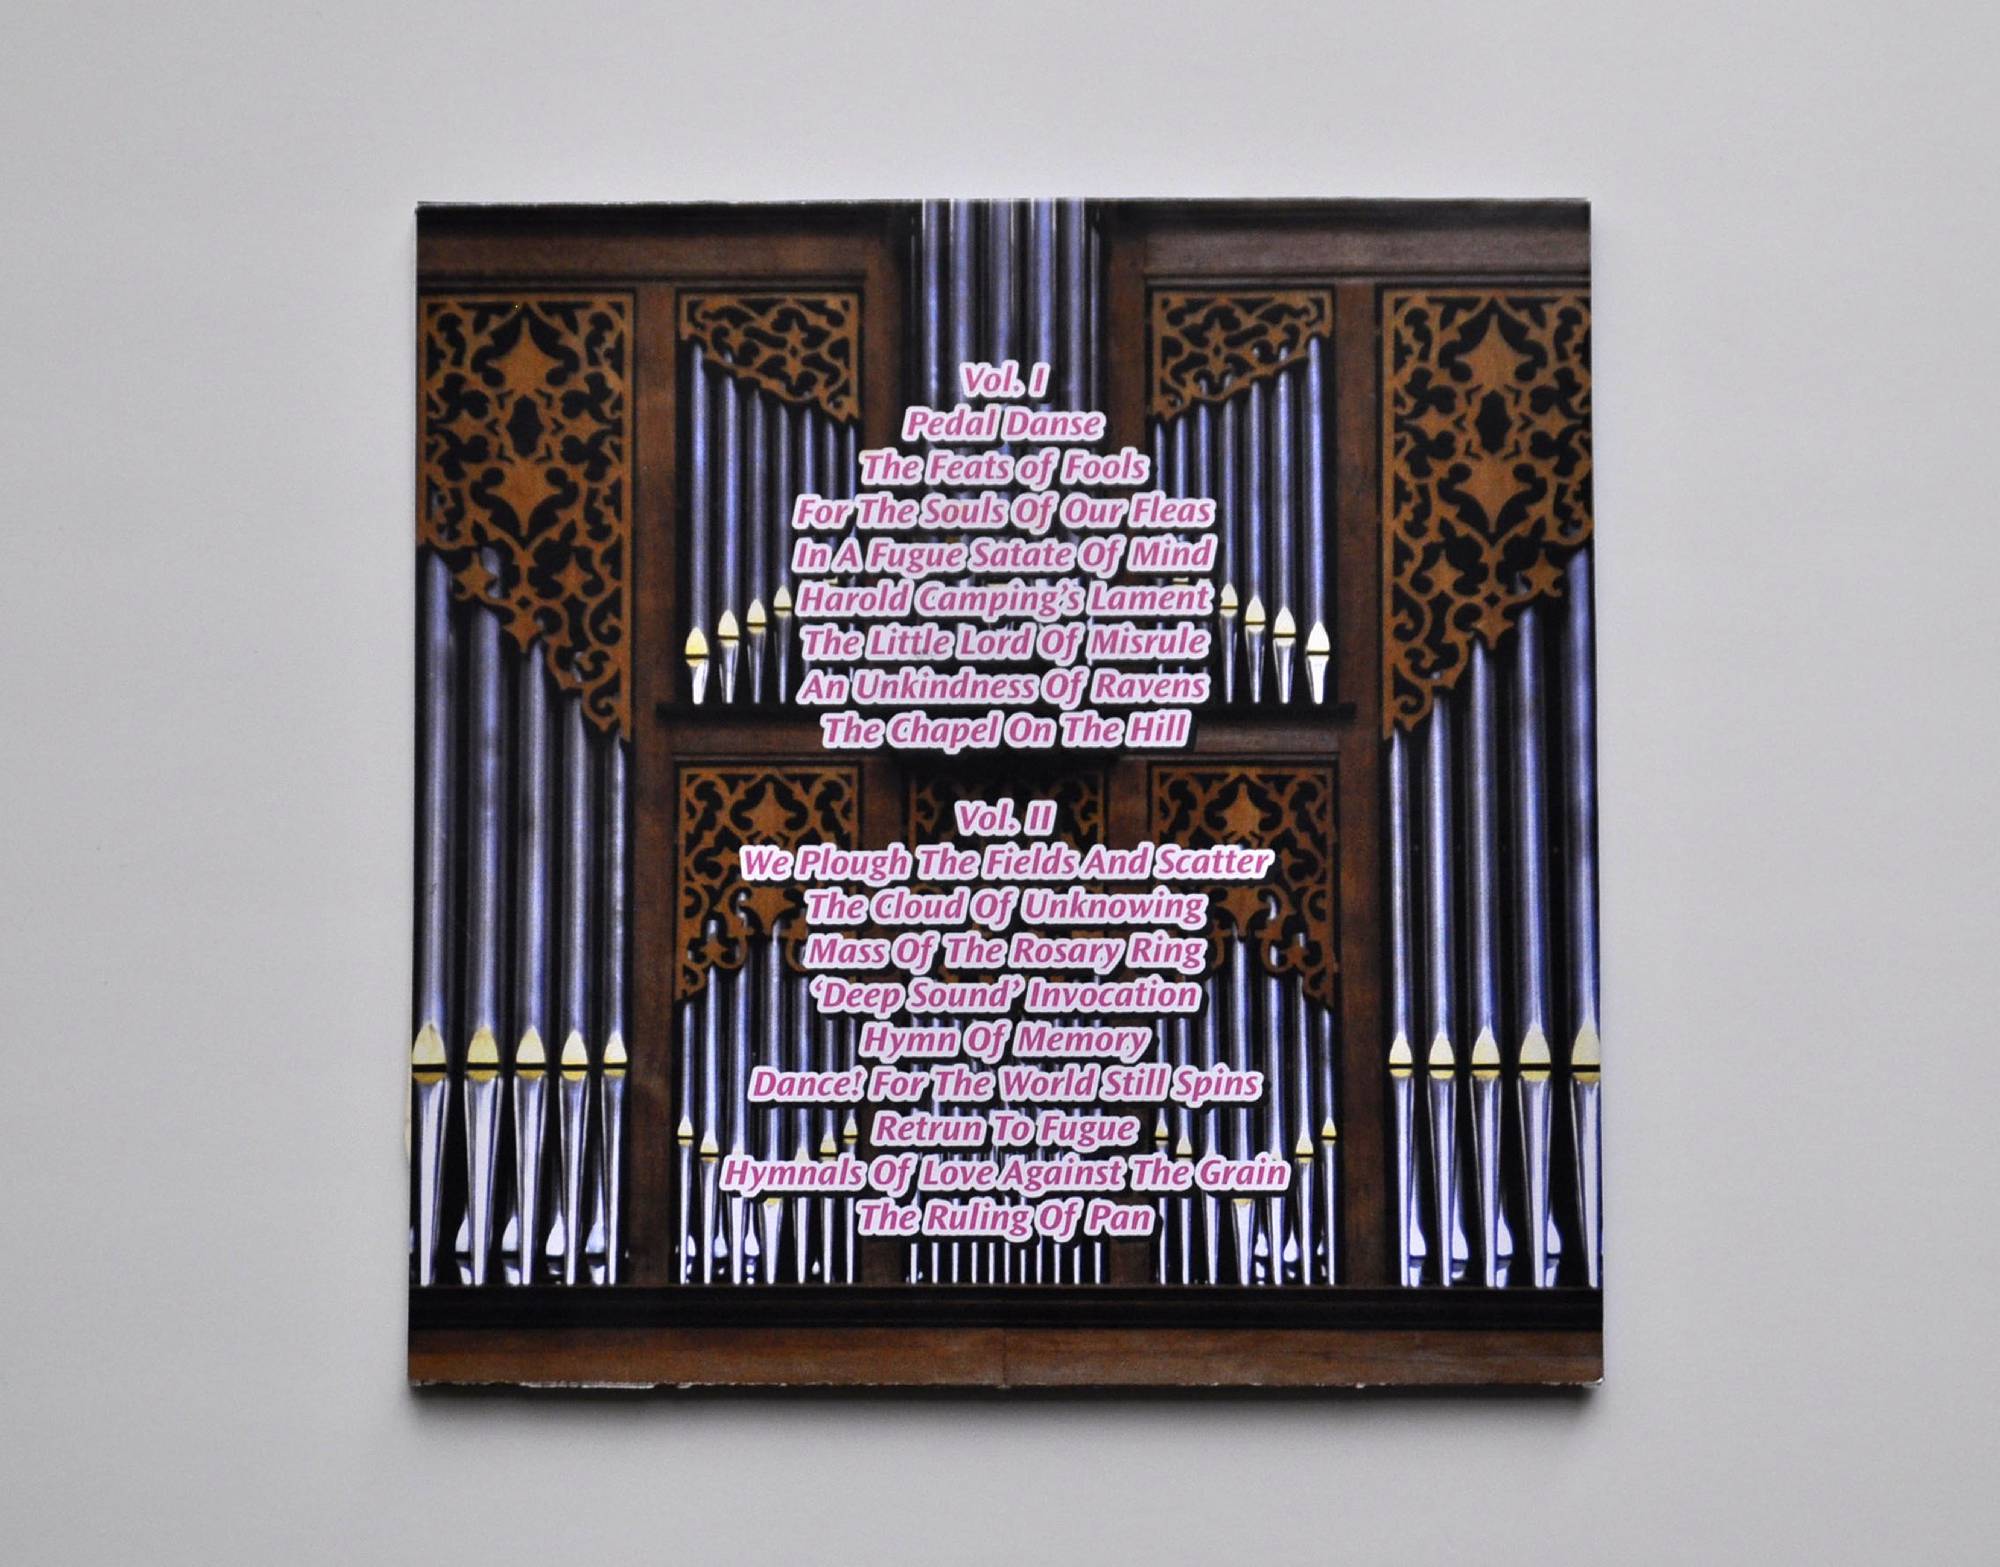 Vol. I
Pedal Danse
The Feats of Fools
For The Souls Of Our Fleas
In A Fugue Satate Of Mind
Harold Camping's Lament
The Little Lord Of Misrule
An Unkindness Of Ravens
The Chapel On The Hill
Vol. II
We Plough The Fields And Scatter
The Cloud Of Unknowing
Mass Of The Rosary Ring
‘Deep Sound’ Invocation
Hymn Of Memory
Dance! For The World Still Spins
Retrun To Fugue
Hymnals Of Love Against The Grain
The Ruling Of Pan